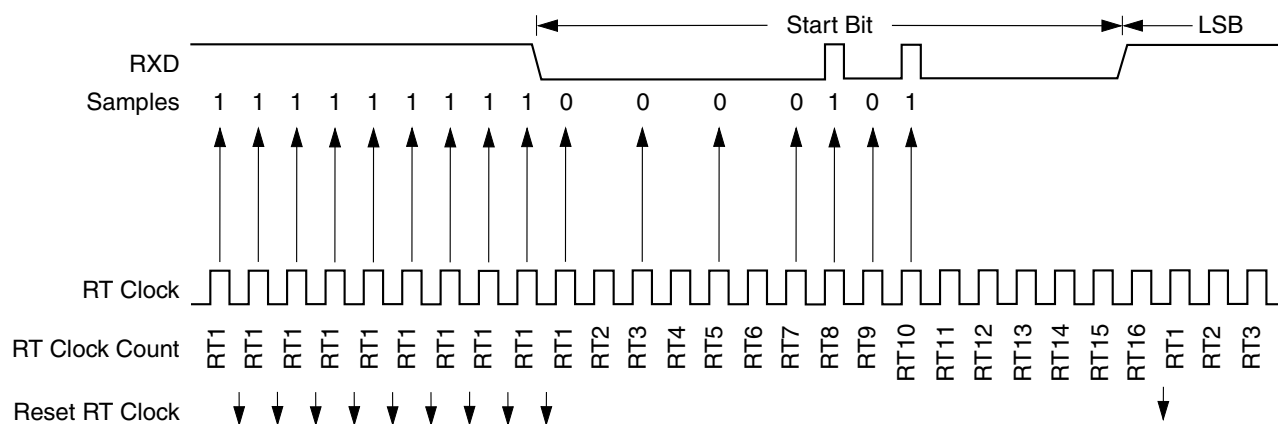 Start Bit LSB
RXD
Samples 1 1 1 1 1 1 1 1 1 0 0 0 0 1 0 1
RT Clock
RT Clock Count RT1 RT1 RT1 RT1 RT1 RT1 RT1 RT1 RT1 RT1 RT2 RT3 RT4 RT5 RT6 RT7 RT8 RT9 RT10 RT11 RT12 RT13 RT14 RT15 RT16 RT1 RT2 RT3
Reset RT Clock